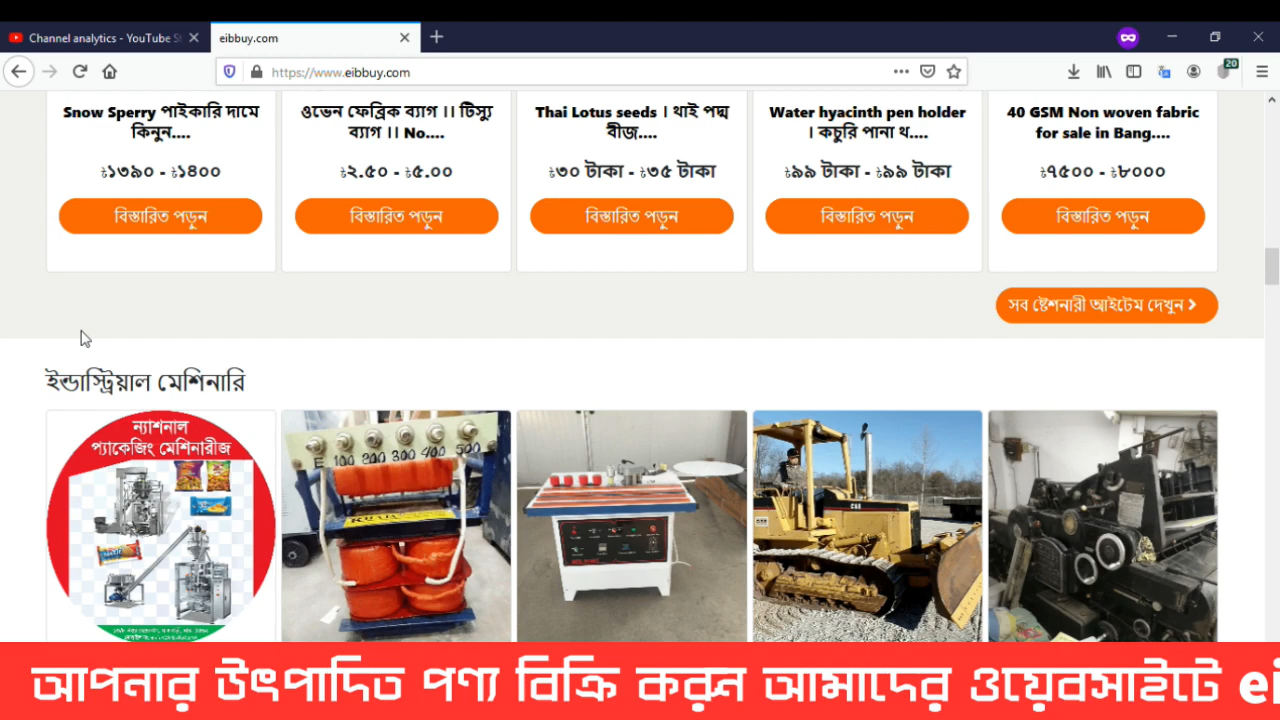 Channel analytics - YouTube St
eibbuy.com
https://www.eibbuy.com
20
Snow Sperry পাইকারি দামে কিনুন....
৳১৩৯০ - ৳১৪০০
বিস্তারিত পড়ুন
ওভেন ফেব্রিক ব্যাগ ।। টিস্যু ব্যাগ ।। No....
৳২.৫০ - ৳৫.০০
বিস্তারিত পড়ুন
Thai Lotus seeds । থাই পদ্ম বীজ....
৳৩০ টাকা - ৳৩৫ টাকা
বিস্তারিত পড়ুন
Water hyacinth pen holder । কচুরি পানা থ....
৳৯৯ টাকা - ৳৯৯ টাকা
বিস্তারিত পড়ুন
40 GSM Non woven fabric for sale in Bang....
৳৭৫০০ - ৳৮০০০
বিস্তারিত পড়ুন
সব ষ্টেশনারী আইটেম দেখুন
ইন্ডাস্ট্রিয়াল মেশিনারি
ন্যাশনাল
প্যাকেজিং মেশিনারীজ
E 100 200 300 400 500
আপনার উৎপাদিত পণ্য বিক্রি করুন আমাদের ওয়েবসাইটে ei